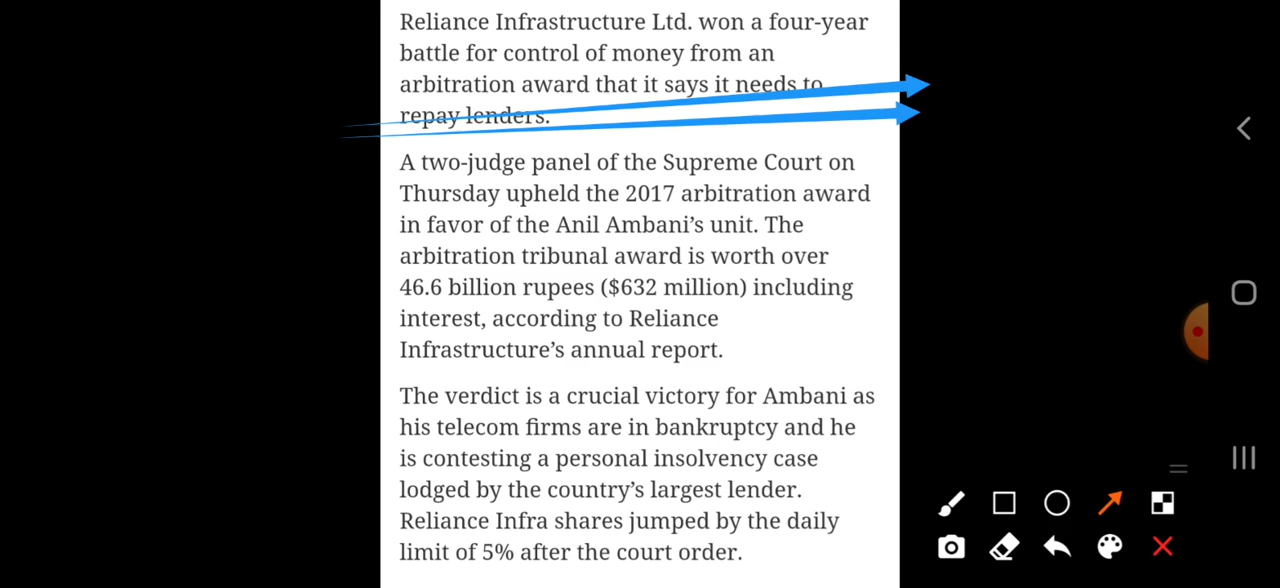 Reliance Infrastructure Ltd. won a four-year
battle for control of money from an
arbitration award that it says it needs to
repay lenders.
A two-judge panel of the Supreme Court on
Thursday upheld the 2017 arbitration award
in favor of the Anil Ambani’s unit. The
arbitration tribunal award is worth over
46.6 billion rupees ($632 million) including
interest, according to Reliance
Infrastructure’s annual report.
The verdict is a crucial victory for Ambani as
his telecom firms are in bankruptcy and he
is contesting a personal insolvency case
lodged by the country’s largest lender.
Reliance Infra shares jumped by the daily
limit of 5% after the court order.